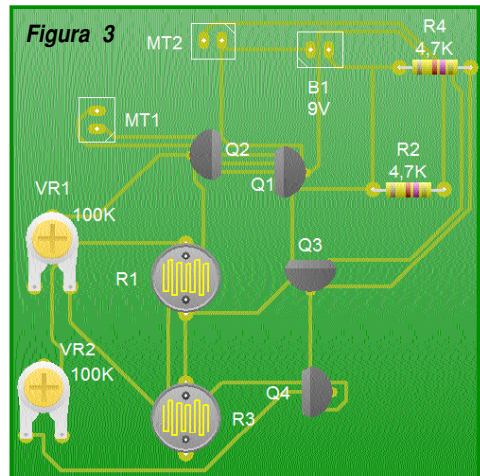 Figura 3
MT2
R4
4,7K
B1
9V
MT1
Q2
Q1
R2
4,7K
VR1
100K
R1
Q3
VR2
100K
R3
Q4